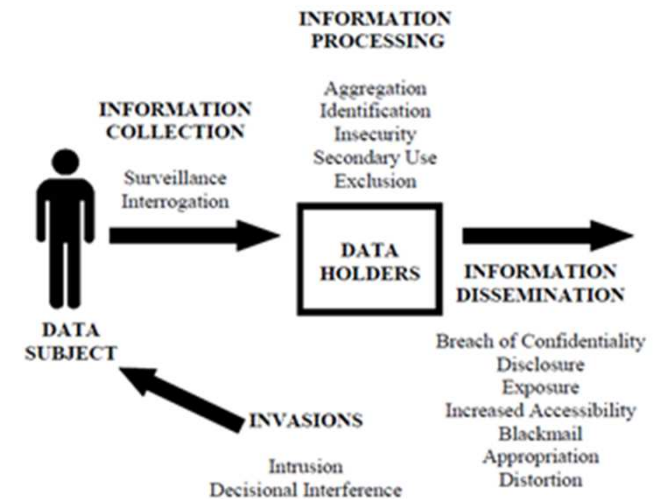 INFORMATION
PROCESSING
Aggregation
Identification
Insecurity
Secondary Use
Exclusion
INFORMATION
COLLECTION
Surveillance
Interrogation
DATA
HOLDERS
INFORMATION
DISSEMINATION
Breach of Confidentiality
Disclosure
Exposure
Increased Accessibility
Blackmail
Appropriation
Distortion
DATA
SUBJECT
INVASIONS
Intrusion
Decisional Interference